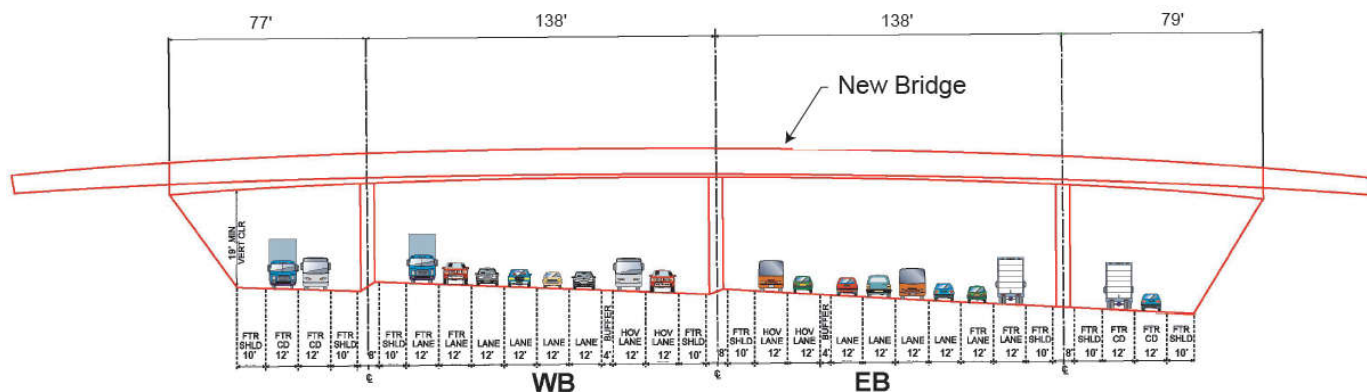 77'
138'
138'
79'
New Bridge
19' MIN
VERT CLR
FTR
SHLD
10'
FTR
CD
12'
FTR
CD
12'
FTR
SHLD
10'
8'
FTR
SHLD
10'
FTR
LANE
12'
FTR
LANE
12'
LANE
12'
LANE
12'
LANE
12'
LANE
12'
BUFFER
4'
HOV
LANE
12'
HOV
LANE
12'
FTR
SHLD
10'
8'
FTR
SHLD
10'
HOV
LANE
12'
HOV
LANE
12'
BUFFER
4'
LANE
12'
LANE
12'
LANE
12'
LANE
12'
FTR
LANE
12'
FTR
LANE
12'
FTR
SHLD
10'
8'
FTR
SHLD
10'
FTR
CD
12'
FTR
CD
12'
FTR
SHLD
10'
℄
WB
℄
EB
℄